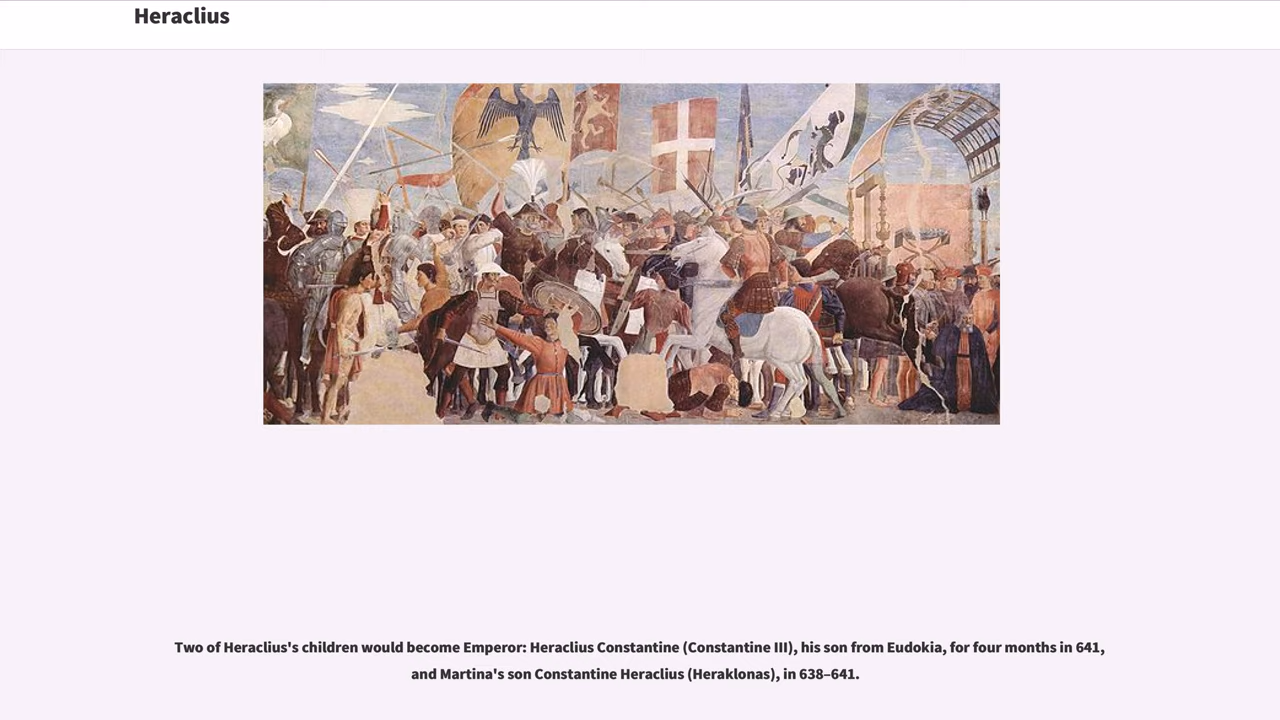 Heraclius
Two of Heraclius's children would become Emperor: Heraclius Constantine (Constantine III), his son from Eudokia, for four months in 641,
and Martina's son Constantine Heraclius (Heraklonas), in 638–641.